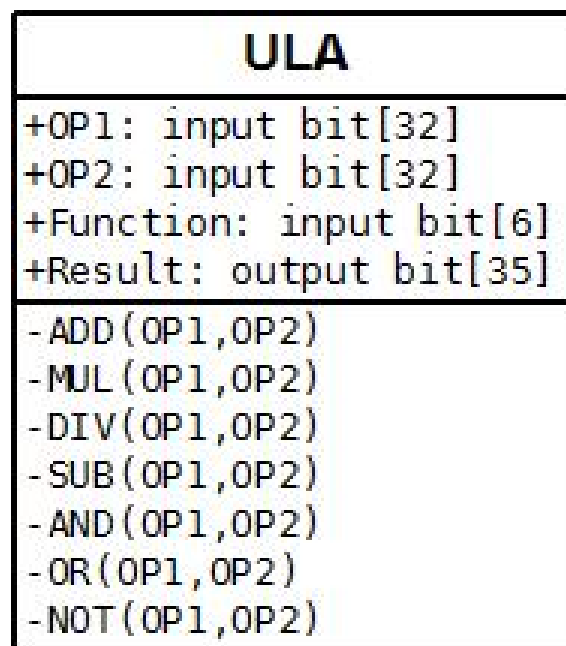 ULA
+OP1: input bit[32]
+OP2: input bit[32]
+Function: input bit[6]
+Result: output bit[35]
-ADD(OP1,OP2)
-MUL(OP1,OP2)
-DIV(OP1,OP2)
-SUB(OP1,OP2)
-AND(OP1,OP2)
-OR(OP1,OP2)
-NOT(OP1,OP2)